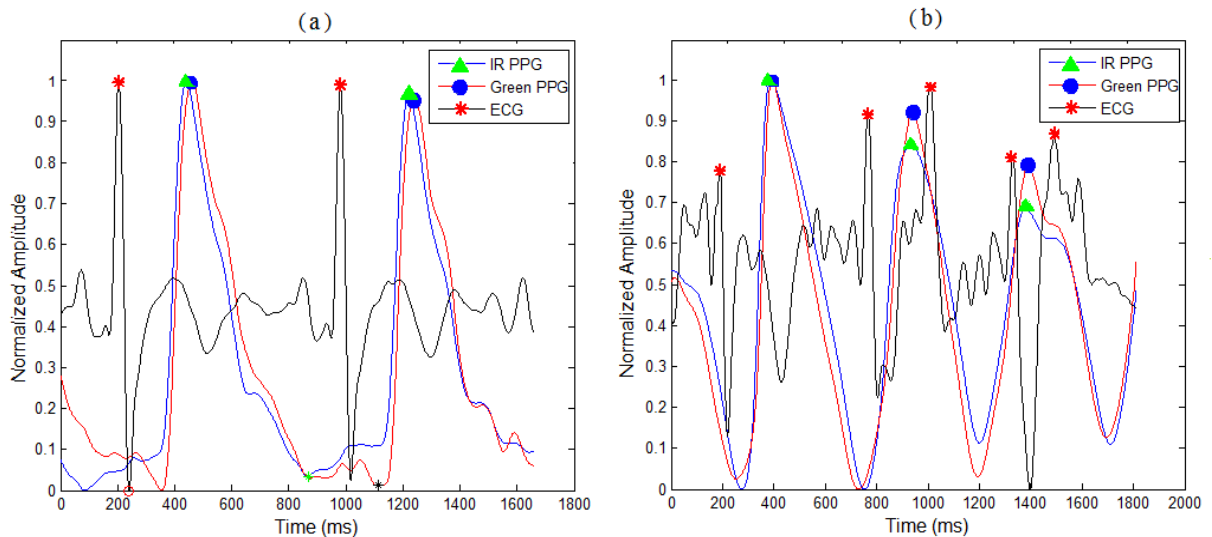 (a)
Normalized Amplitude
1
0.9
0.8
0.7
0.6
0.5
0.4
0.3
0.2
0.1
0
0 200 400 600 800 1000 1200 1400 1600 1800
Time (ms)
IR PPG
Green PPG
ECG
(b)
Normalized Amplitude
1
0.9
0.8
0.7
0.6
0.5
0.4
0.3
0.2
0.1
0
0 200 400 600 800 1000 1200 1400 1600 1800 2000
Time (ms)
IR PPG
Green PPG
ECG